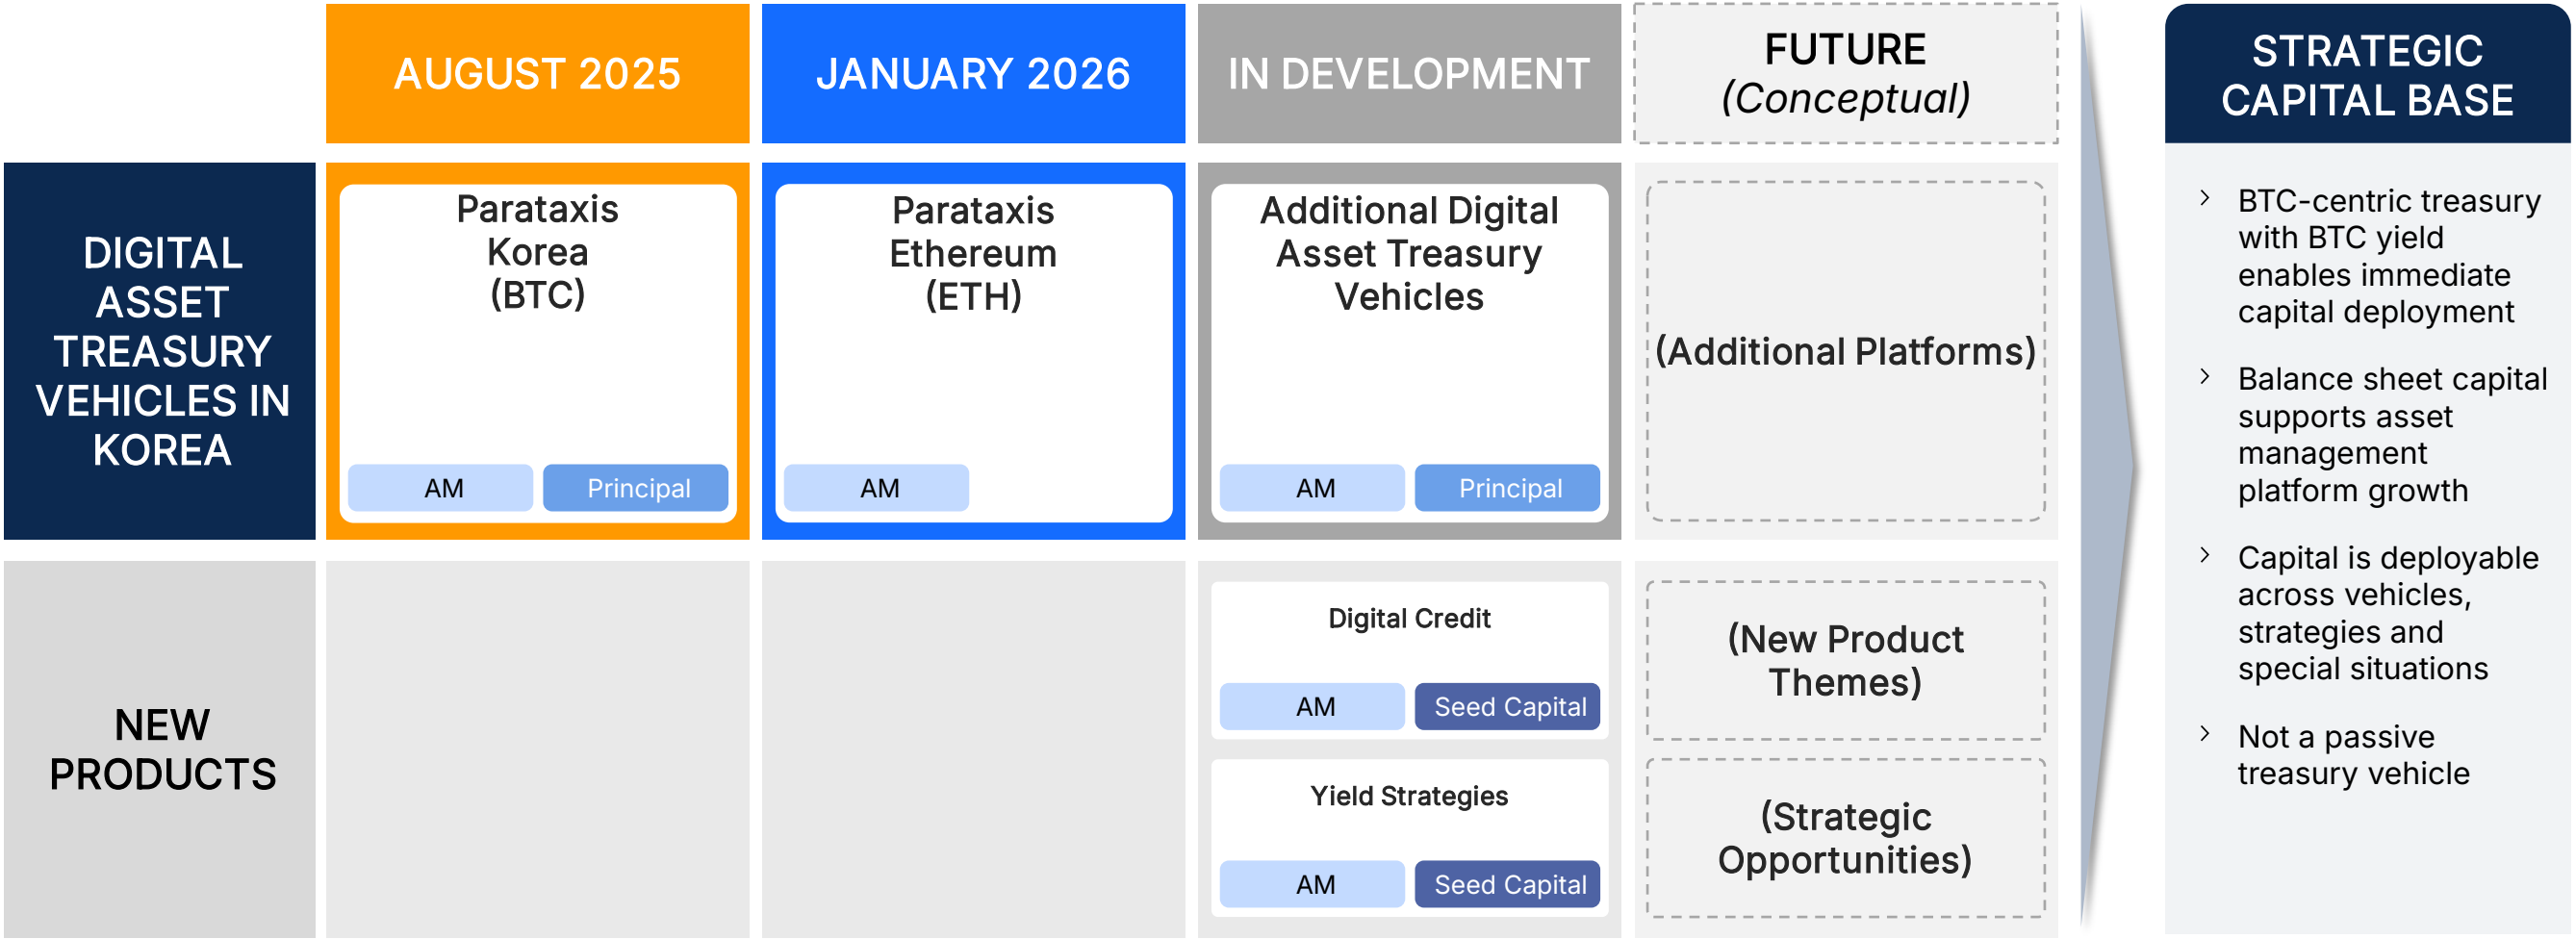 AUGUST 2025
JANUARY 2026
IN DEVELOPMENT
FUTURE
(Conceptual)
STRATEGIC
CAPITAL BASE
DIGITAL
ASSET
TREASURY
VEHICLES IN
KOREA
Parataxis
Korea
(BTC)
AM
Principal
Parataxis
Ethereum
(ETH)
AM
Additional Digital
Asset Treasury
Vehicles
AM
Principal
(Additional Platforms)
NEW
PRODUCTS
Digital Credit
AM
Seed Capital
Yield Strategies
AM
Seed Capital
(New Product
Themes)
(Strategic
Opportunities)
› BTC-centric treasury
with BTC yield
enables immediate
capital deployment
› Balance sheet capital
supports asset
management
platform growth
› Capital is deployable
across vehicles,
strategies and
special situations
› Not a passive
treasury vehicle